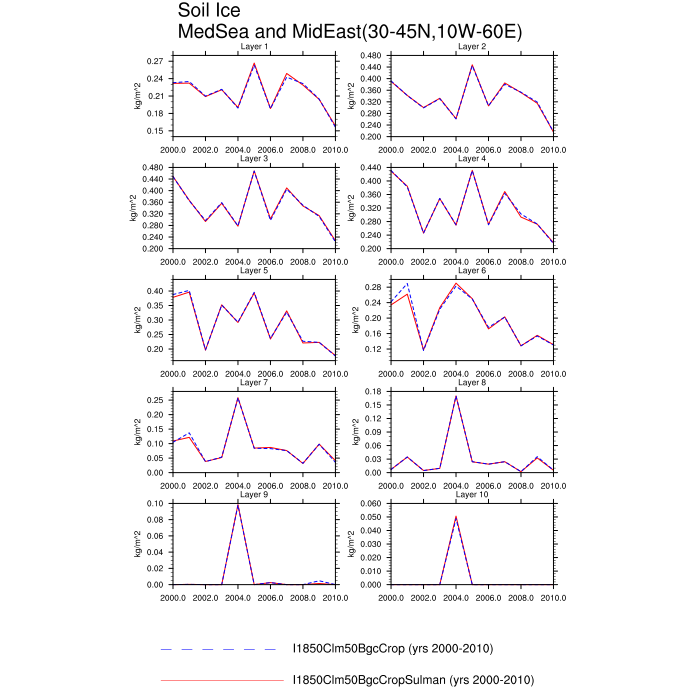 Soil Ice
MedSea and MidEast(30-45N,10W-60E)
Layer 1
kg/m^2
0.27
0.24
0.21
0.18
0.15
2000.0 2002.0 2004.0 2006.0 2008.0 2010.0
Layer 2
kg/m^2
0.480
0.440
0.400
0.360
0.320
0.280
0.240
0.200
2000.0 2002.0 2004.0 2006.0 2008.0 2010.0
Layer 3
kg/m^2
0.480
0.440
0.400
0.360
0.320
0.280
0.240
0.200
2000.0 2002.0 2004.0 2006.0 2008.0 2010.0
Layer 4
kg/m^2
0.440
0.400
0.360
0.320
0.280
0.240
0.200
2000.0 2002.0 2004.0 2006.0 2008.0 2010.0
Layer 5
kg/m^2
0.40
0.35
0.30
0.25
0.20
2000.0 2002.0 2004.0 2006.0 2008.0 2010.0
Layer 6
kg/m^2
0.28
0.24
0.20
0.16
0.12
2000.0 2002.0 2004.0 2006.0 2008.0 2010.0
Layer 7
kg/m^2
0.25
0.20
0.15
0.10
0.05
0.00
2000.0 2002.0 2004.0 2006.0 2008.0 2010.0
Layer 8
kg/m^2
0.18
0.15
0.12
0.09
0.06
0.03
0.00
2000.0 2002.0 2004.0 2006.0 2008.0 2010.0
Layer 9
kg/m^2
0.10
0.08
0.06
0.04
0.02
0.00
2000.0 2002.0 2004.0 2006.0 2008.0 2010.0
Layer 10
kg/m^2
0.060
0.050
0.040
0.030
0.020
0.010
0.000
2000.0 2002.0 2004.0 2006.0 2008.0 2010.0
I1850Clm50BgcCrop (yrs 2000-2010)
I1850Clm50BgcCropSulman (yrs 2000-2010)